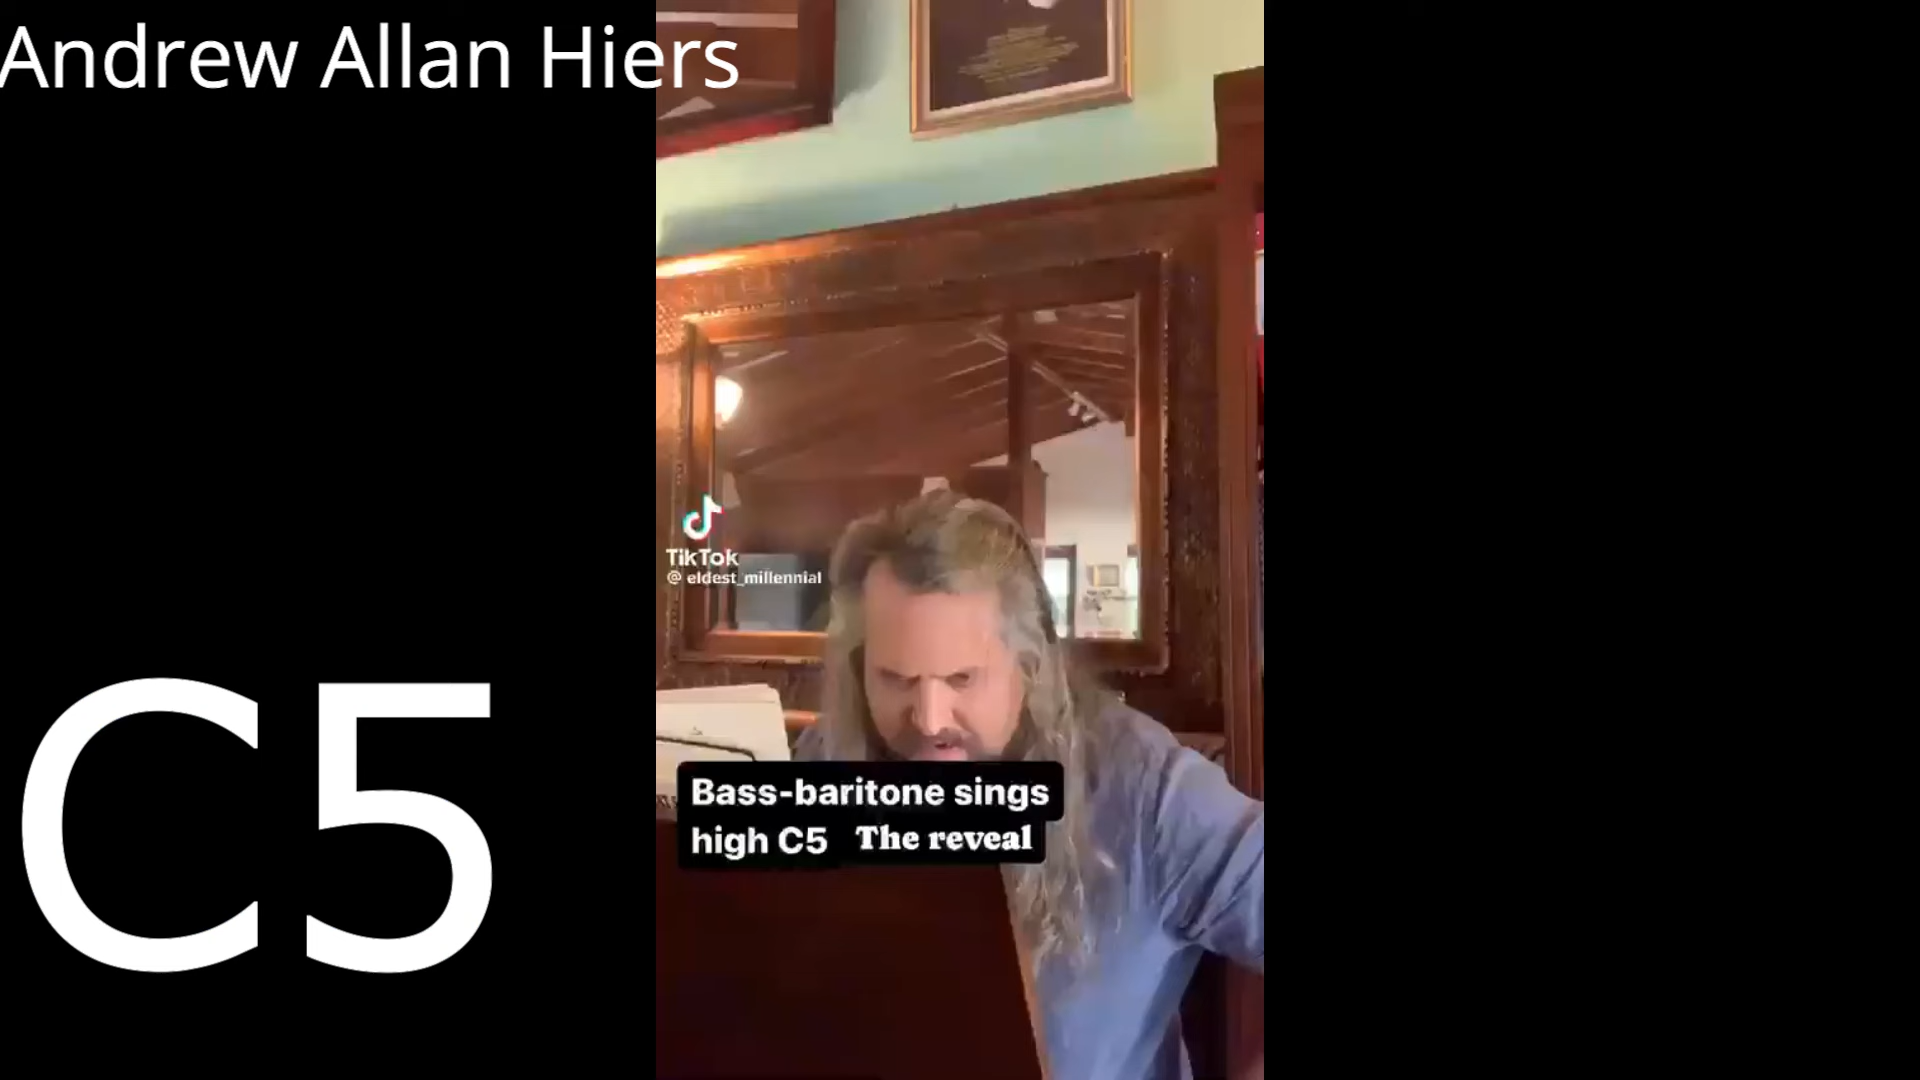 Andrew Allan Hiers
TikTok
@ eldest_millennial
Bass-baritone sings
high C5 The reveal
C5